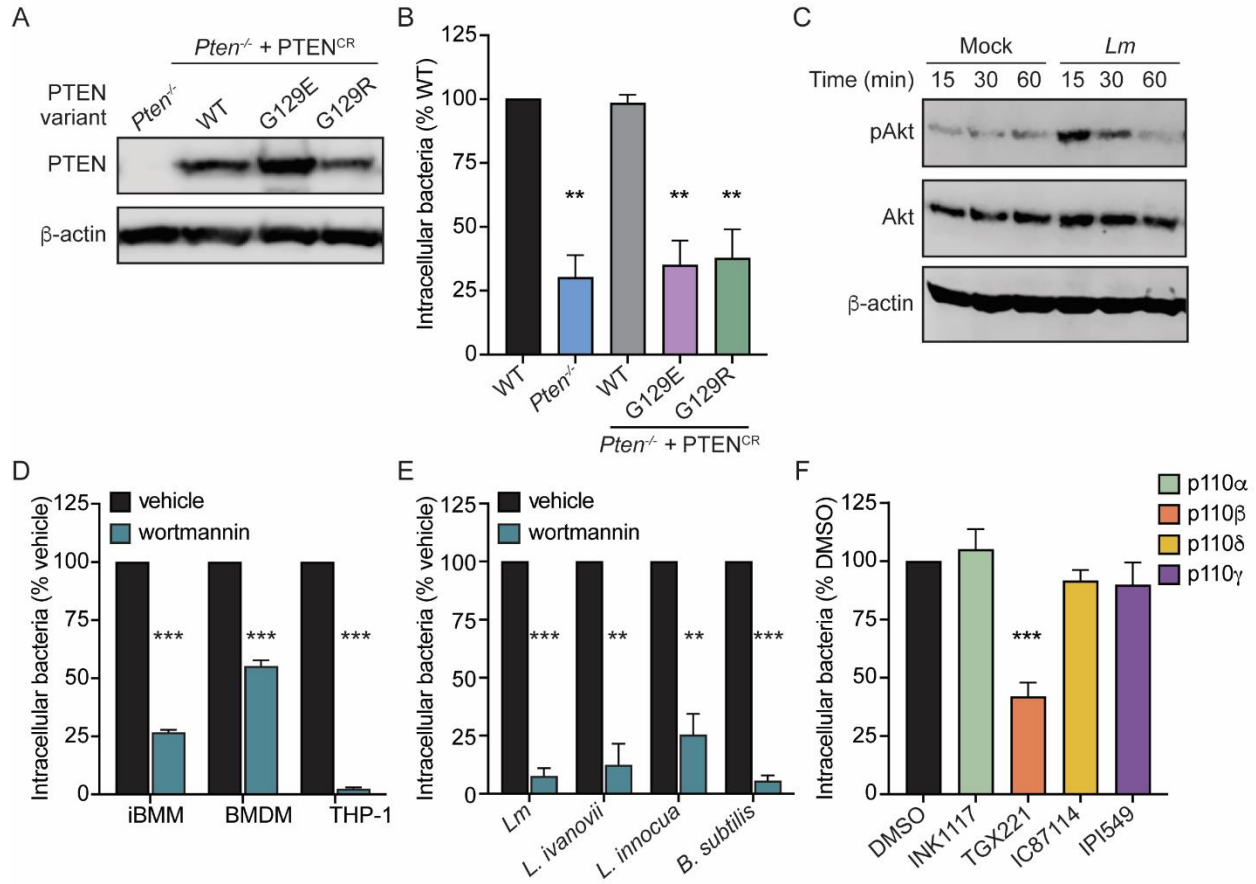 A
Pten-/- + PTENCR
PTEN
variant
Pten-/-
WT
G129E
G129R
PTEN
β-actin
B
Intracellular bacteria (% WT)
125
100
75
50
25
0
**
**
**
WT
Pten-/-
WT
G129E
G129R
Pten-/- + PTENCR
C
Mock
Lm
Time (min) 15 30 60 15 30 60
pAkt
Akt
β-actin
D
Intracellular bacteria (% vehicle)
125
100
75
50
25
0
vehicle
wortmannin
***
***
***
iBMM BMDM THP-1
E
Intracellular bacteria (% vehicle)
125
100
75
50
25
0
vehicle
wortmannin
***
**
**
***
Lm
L. ivanovii
L. innocua
B. subtilis
F
Intracellular bacteria (% DMSO)
125
100
75
50
25
0
***
DMSO
INK1117
TGX221
IC87114
IPI549
p110α
p110β
p110δ
p110γ